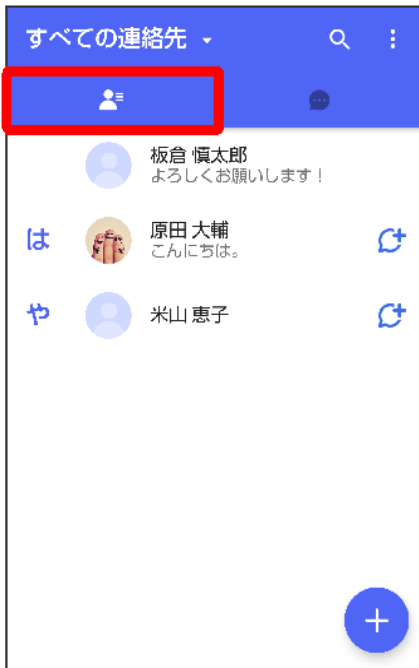 すべての連絡先
板倉 慎太郎
よろしくお願いします！
は
原田 大輔
こんにちは。
や
米山 恵子